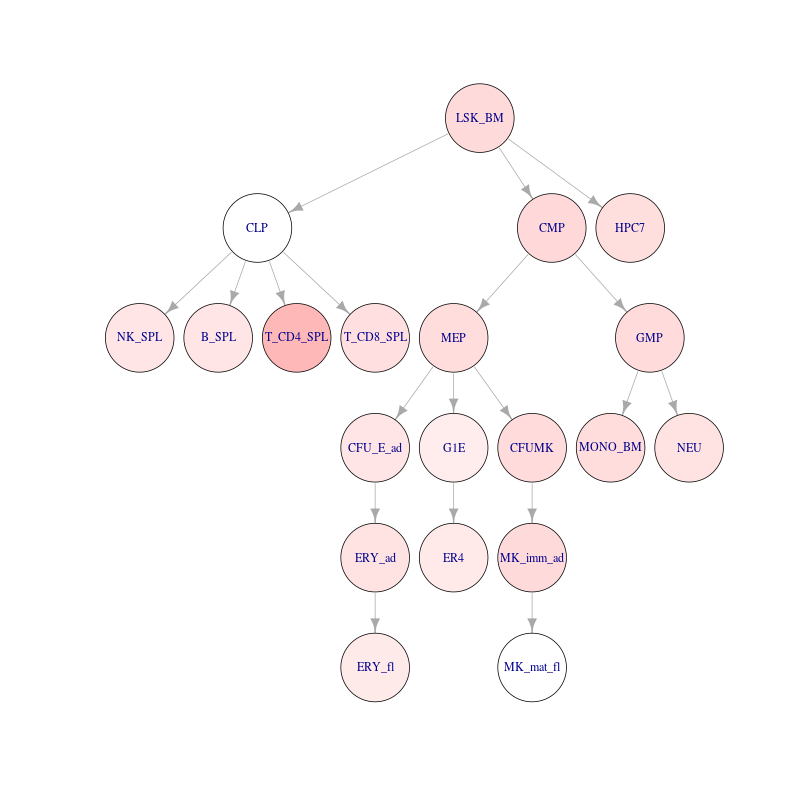 LSK_BM
CLP
CMP
HPC7
NK_SPL
B_SPL
T_CD4_SPL
T_CD8_SPL
MEP
GMP
CFU_E_ad
G1E
CFUMK
MONO_BM
NEU
ERY_ad
ER4
MK_imm_ad
ERY_fl
MK_mat_fl